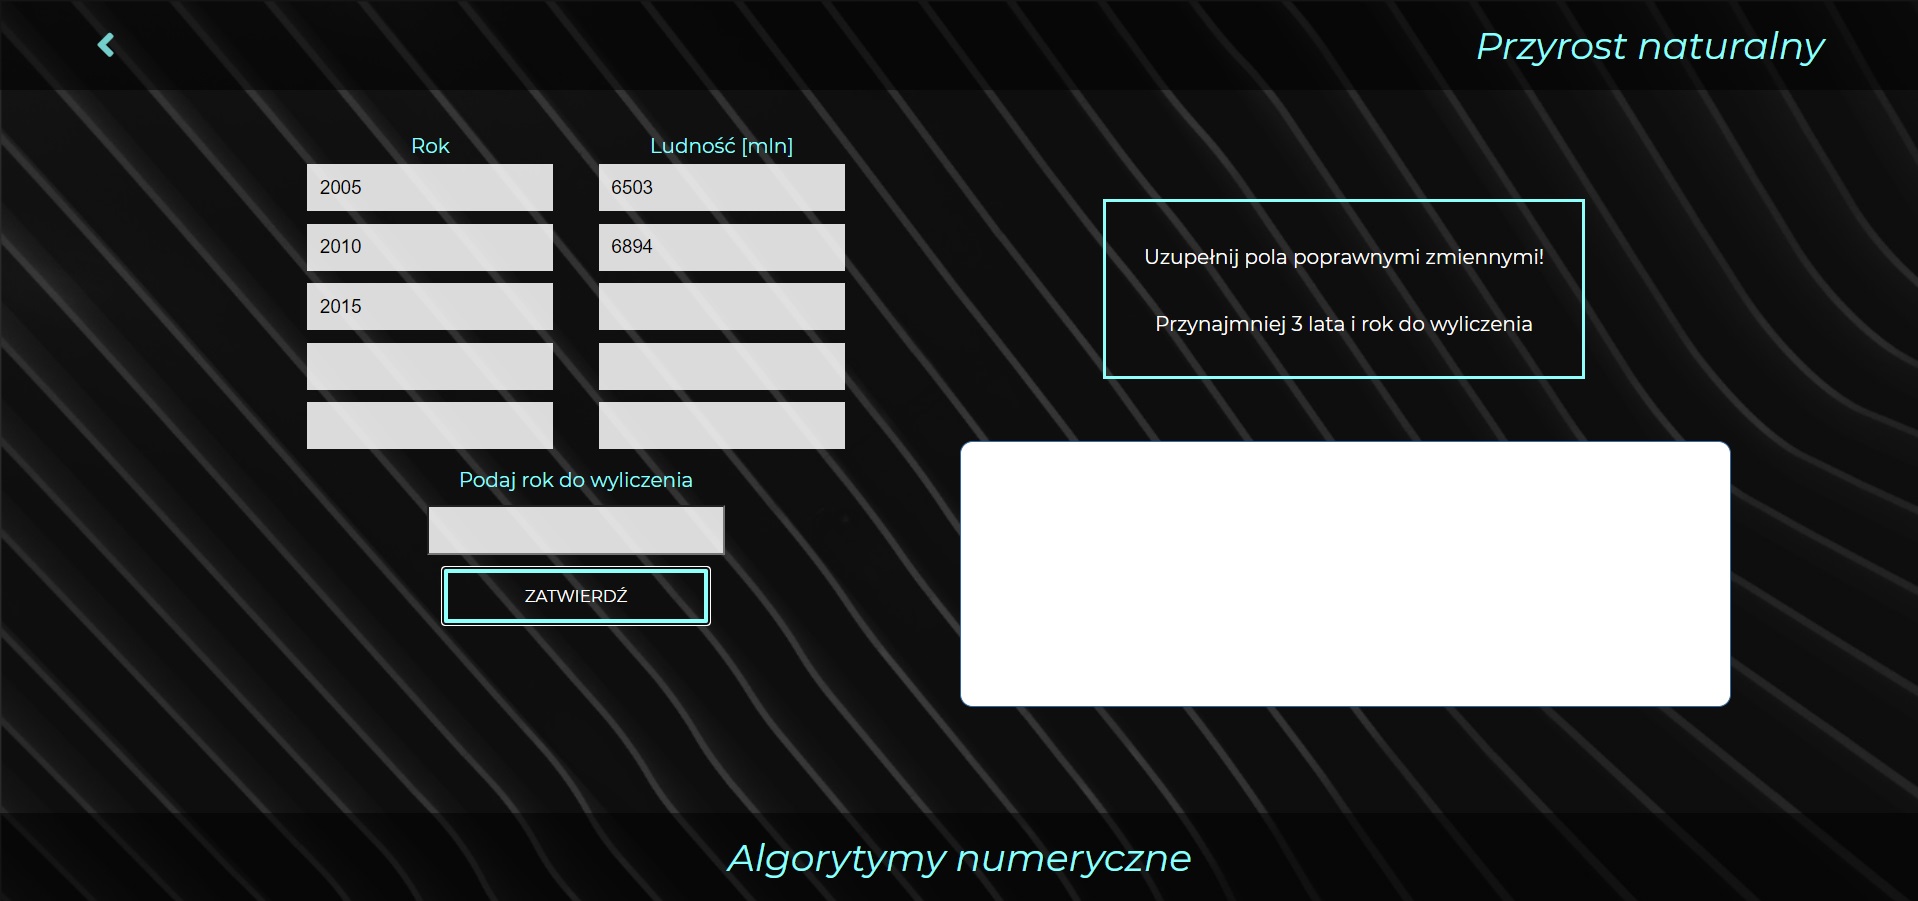 Przyrost naturalny
Rok Ludność [mln]
2005 6503
2010 6894
2015
Podaj rok do wyliczenia
ZATWIERDŹ
Uzupełnij pola poprawnymi zmiennymi!
Przynajmniej 3 lata i rok do wyliczenia
Algorytymy numeryczne